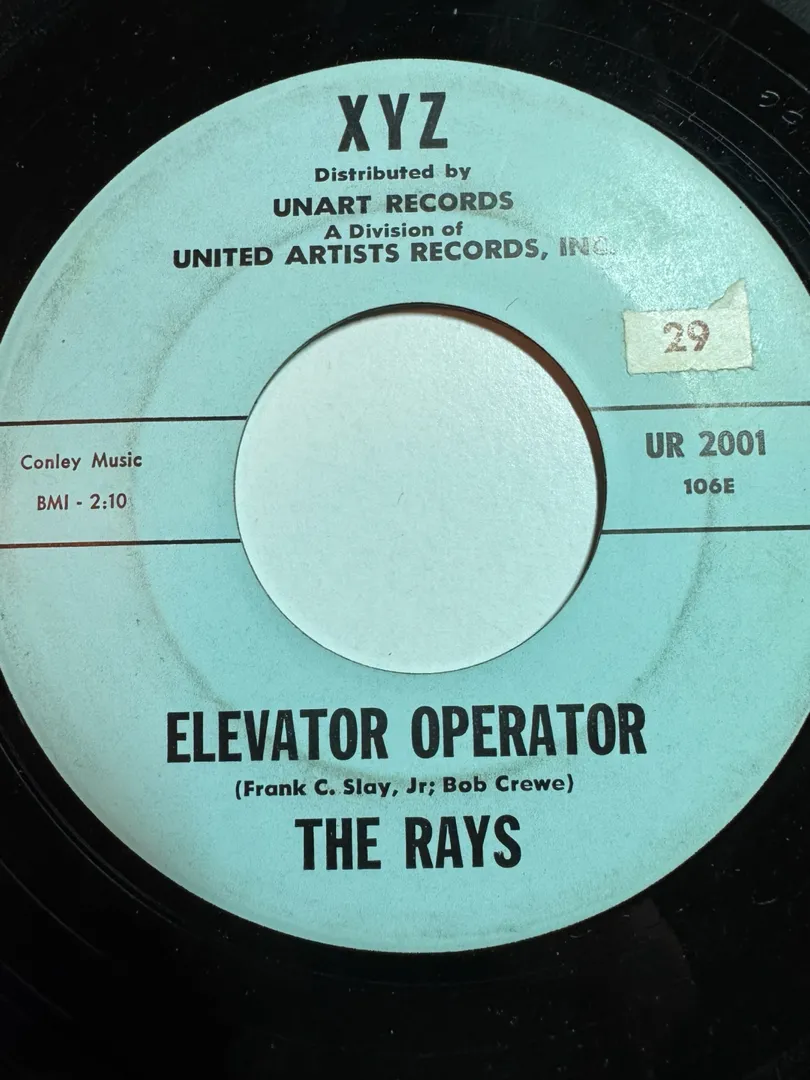 XYZ
Distributed by
UNART RECORDS
A Division of
UNITED ARTISTS RECORDS, INC.
29
Conley Music
BMI - 2:10
UR 2001
106E
ELEVATOR OPERATOR
(Frank C. Slay, Jr; Bob Crewe)
THE RAYS